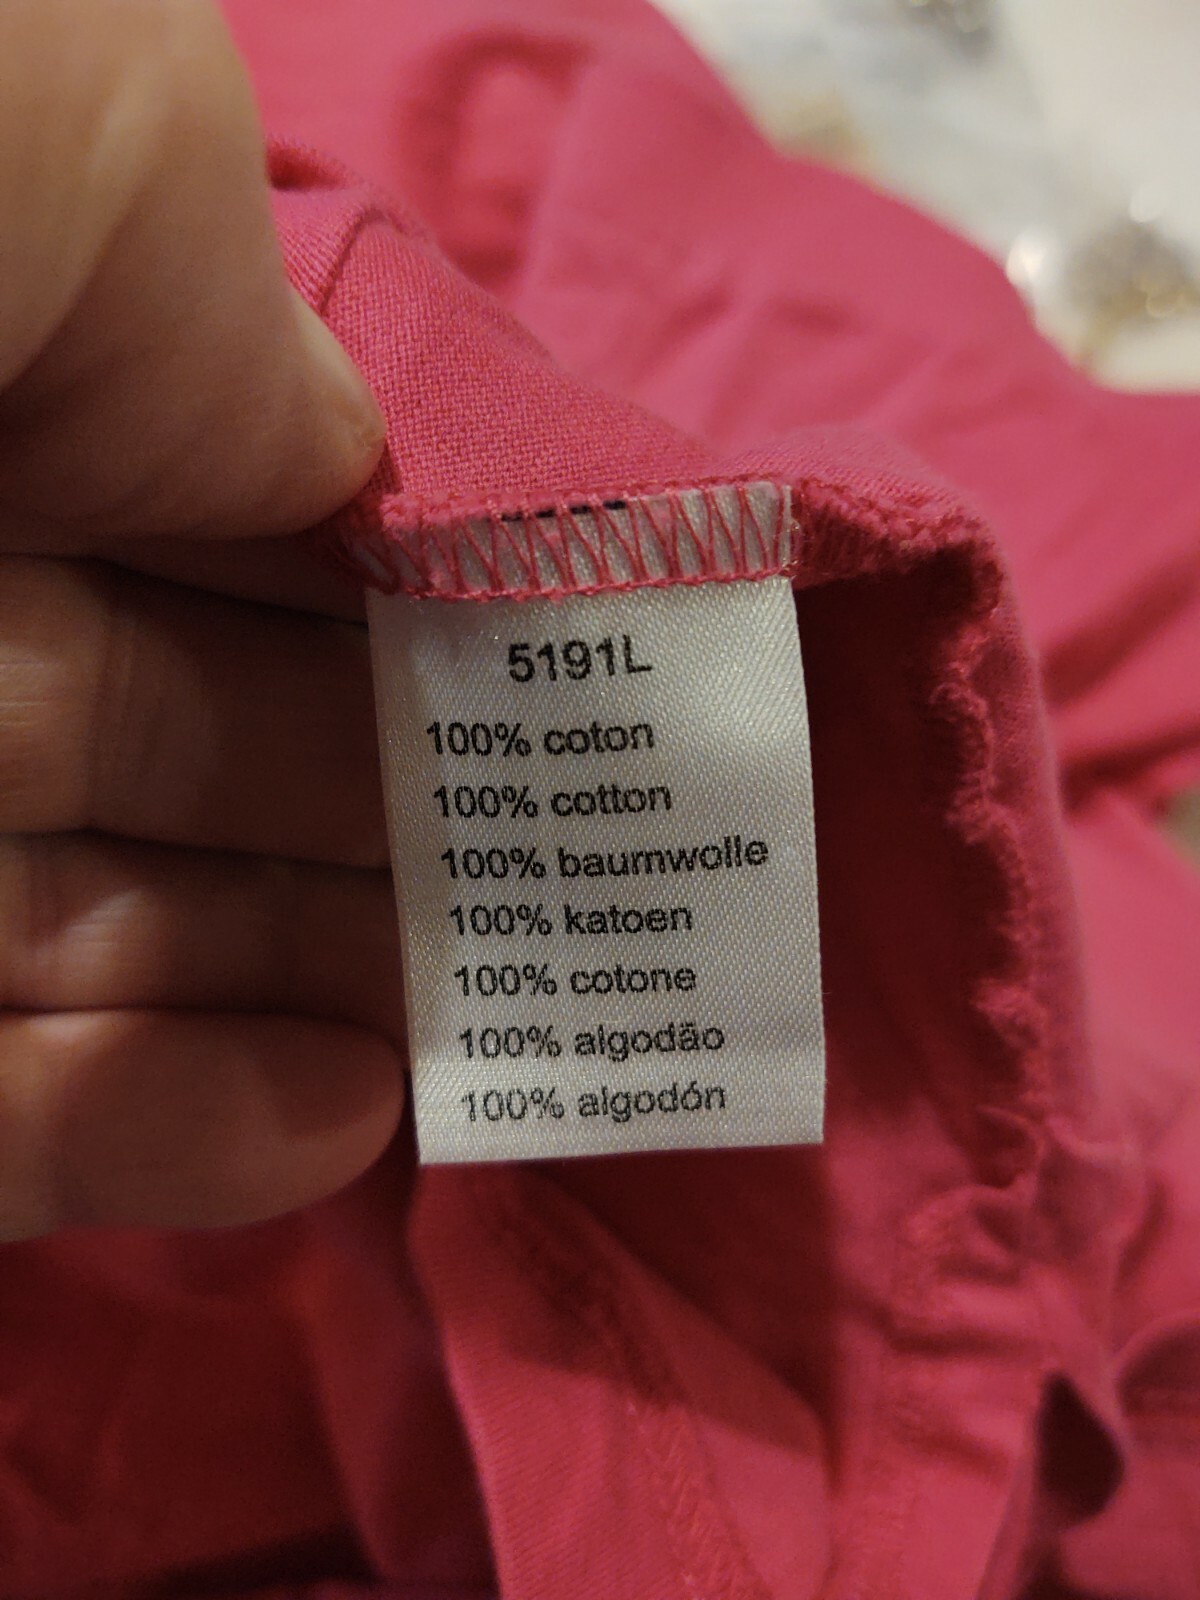 5191L
100% coton
100% cotton
100% baumwolle
100% katoen
100% cotone
100% algodão
100% algodón